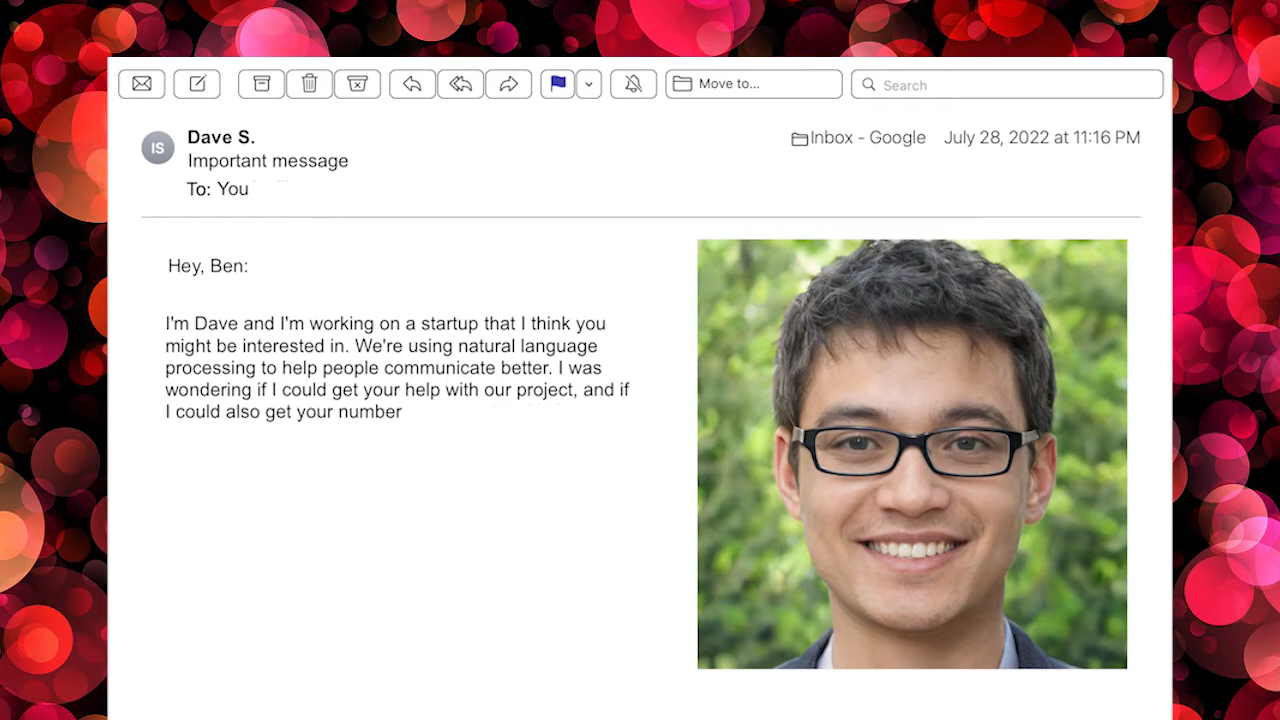 Move to...
Search
IS
Dave S.
Inbox - Google
July 28, 2022 at 11:16 PM
Important message
To: You
Hey, Ben:
I'm Dave and I'm working on a startup that I think you
might be interested in. We're using natural language
processing to help people communicate better. I was
wondering if I could get your help with our project, and if
I could also get your number